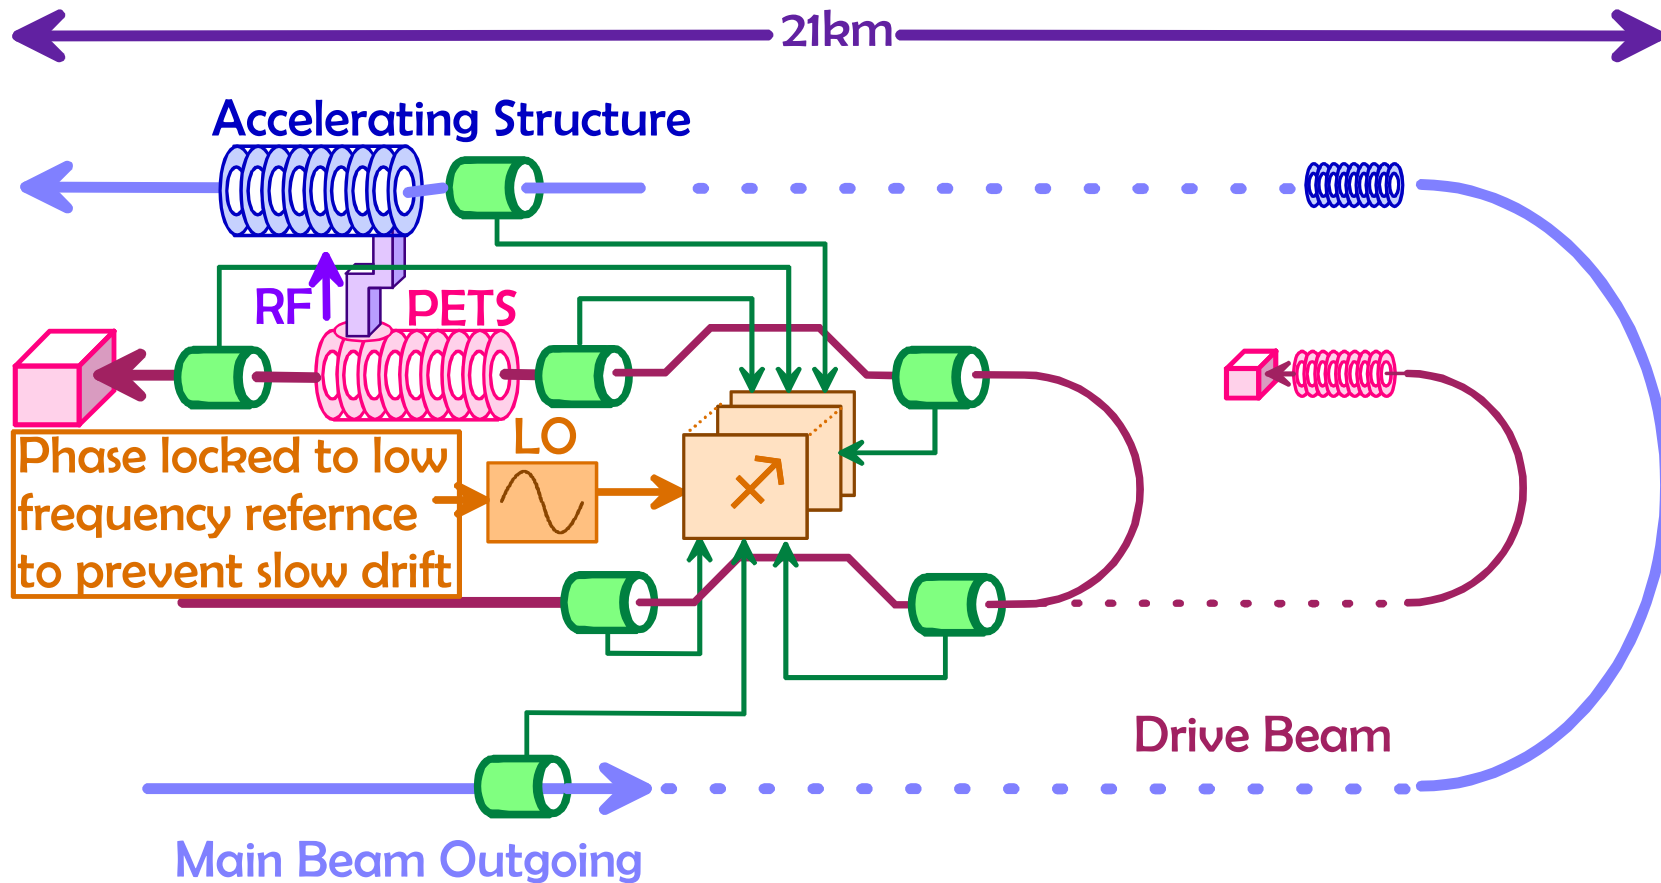 21km
Accelerating Structure
RF
PETS
LO
Phase locked to low
frequency refernce
to prevent slow drift
Drive Beam
Main Beam Outgoing